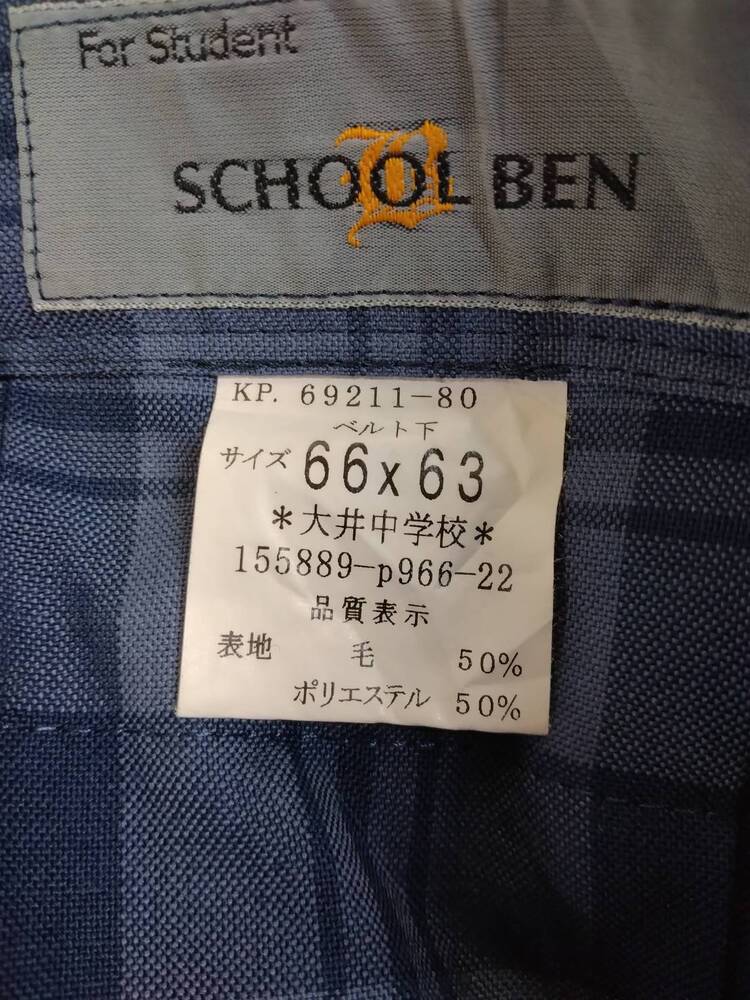 For Student
SCHOOL BEN
KP. 69211-80
ベルト下
サイズ 66x63
*大井中学校*
155889-p966-22
品質表示
表地 毛 50%
ポリエステル 50%